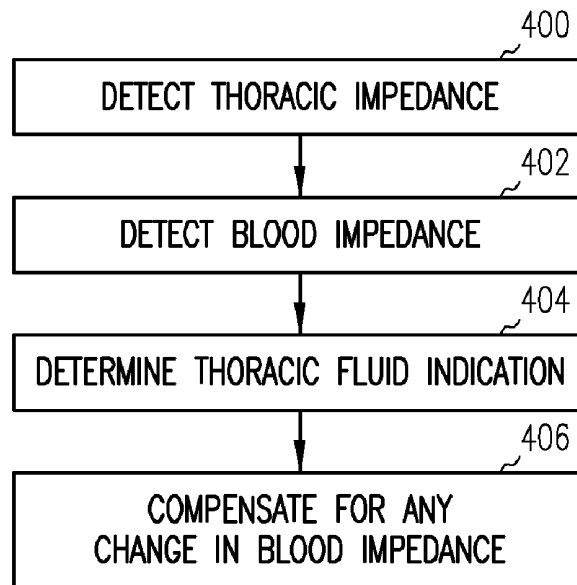 400
DETECT THORACIC IMPEDANCE
402
DETECT BLOOD IMPEDANCE
404
DETERMINE THORACIC FLUID INDICATION
406
COMPENSATE FOR ANY
CHANGE IN BLOOD IMPEDANCE